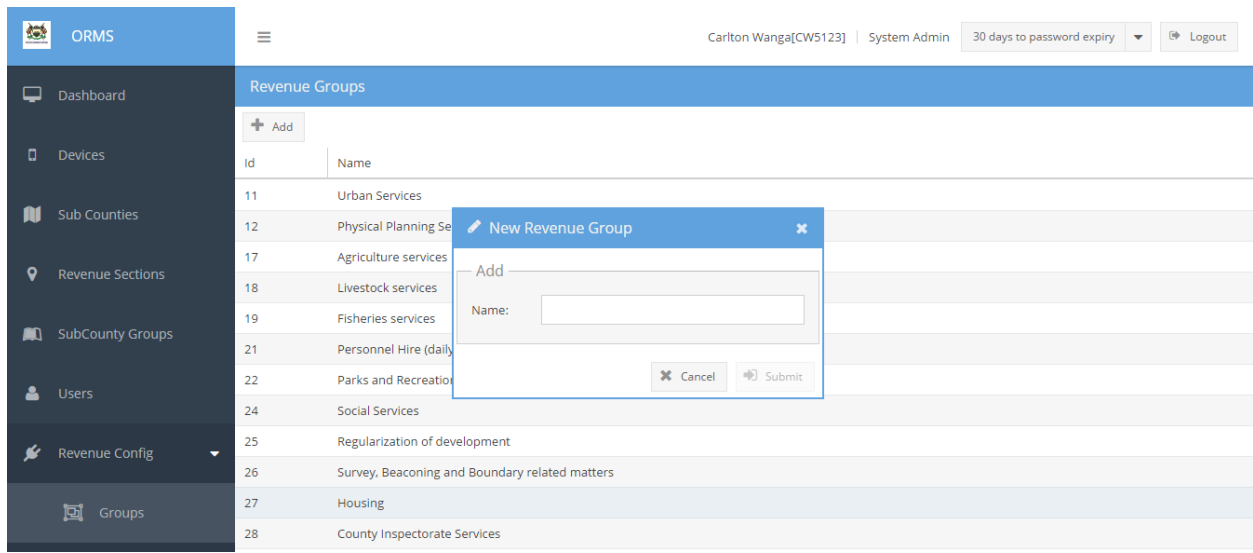 ORMS
Carlton Wanga[CW5123] System Admin 30 days to password expiry Logout
Dashboard
Devices
Sub Counties
Revenue Sections
SubCounty Groups
Users
Revenue Config
Groups
Revenue Groups
Add
Id Name
11 Urban Services
12 Physical Planning Se
17 Agriculture services
18 Livestock services
19 Fisheries services
21 Personnel Hire (daily
22 Parks and Recreation
24 Social Services
25 Regularization of development
26 Survey, Beaconing and Boundary related matters
27 Housing
28 County Inspectorate Services
New Revenue Group
Add
Name:
Cancel Submit